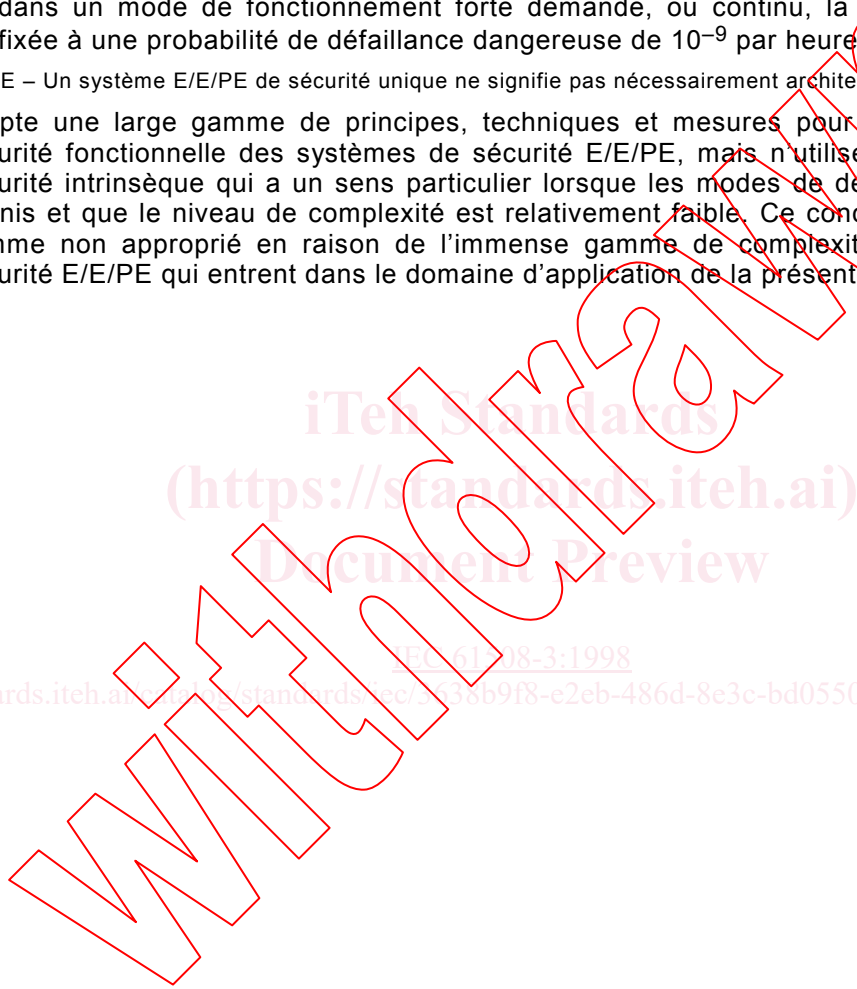 dans un mode de fonctionnement forte demande, ou continu, la
fixée à une probabilité de défaillance dangereuse de 10–9 par heure
E – Un système E/E/PE de sécurité unique ne signifie pas nécessairement archite
pte une large gamme de principes, techniques et mesures pour
urité fonctionnelle des systèmes de sécurité E/E/PE, mais n'utilise
urité intrinsèque qui a un sens particulier lorsque les modes de dé
nis et que le niveau de complexité est relativement faible. Ce conc
me non approprié en raison de l'immense gamme de complexit
urité E/E/PE qui entrent dans le domaine d'application de la présent
iTeh Standards
(https://standards.iteh.ai)
Document Preview
IEC 61508-3:1998
rds.iteh.ai/catalog/standards/iec/3638b9f8-e2eb-486d-8e3c-bd0550
withdraw